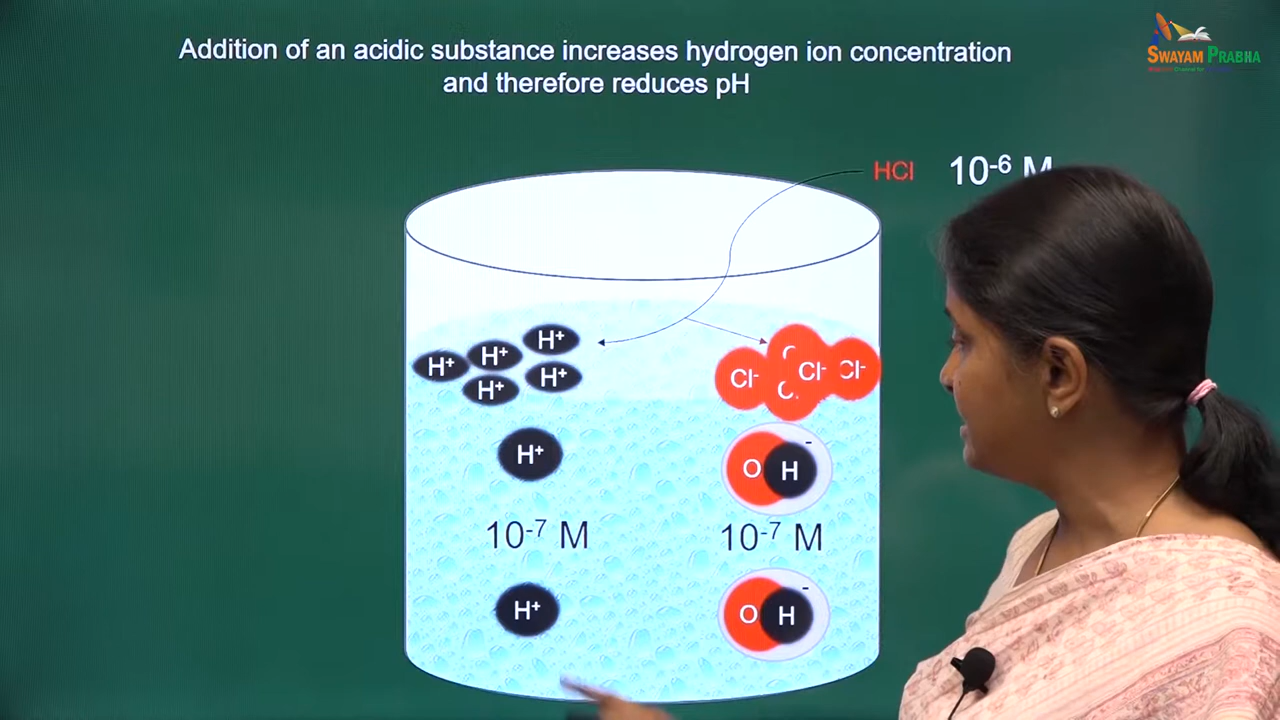 Addition of an acidic substance increases hydrogen ion concentration
and therefore reduces pH
SWAYAM PRABHA
HCl 10⁻⁶ M
H⁺
H⁺
H⁺
H⁺
H⁺
Cl⁻
Cl⁻
Cl⁻
H⁺
O H⁻
10⁻⁷ M
10⁻⁷ M
H⁺
O H⁻